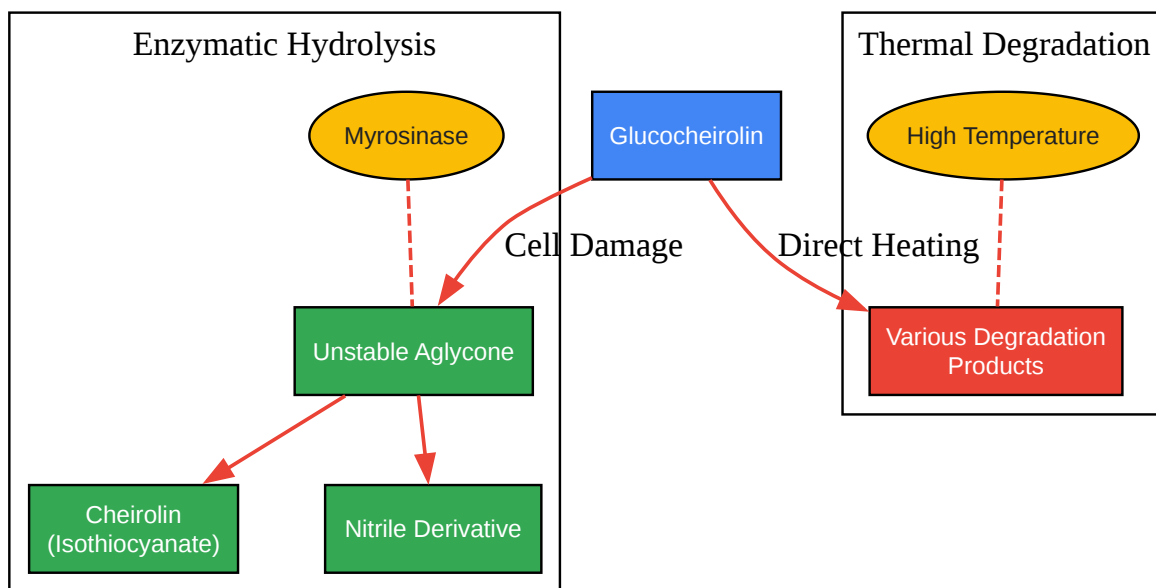 Enzymatic Hydrolysis
Thermal Degradation
Myrosinase
Glucocheirolin
High Temperature
Cell Damage
Direct Heating
Unstable Aglycone
Various Degradation
Products
Cheirolin
(Isothiocyanate)
Nitrile Derivative